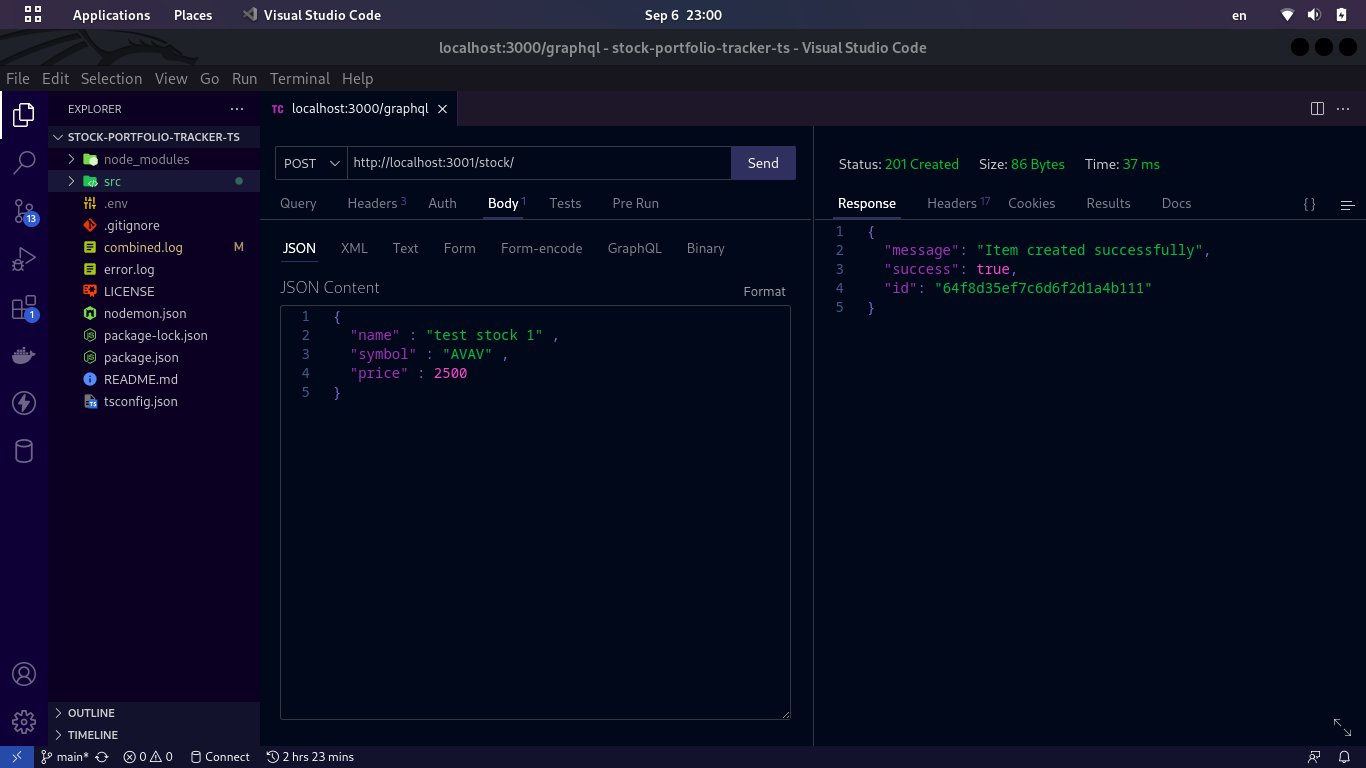 Applications Places Visual Studio Code Sep 6 23:00 en
localhost:3000/graphql - stock-portfolio-tracker-ts - Visual Studio Code
File Edit Selection View Go Run Terminal Help
EXPLORER ...
STOCK-PORTFOLIO-TRACKER-TS
node_modules
src
.env
.gitignore
combined.log M
error.log
LICENSE
nodemon.json
package-lock.json
package.json
README.md
tsconfig.json
OUTLINE
TIMELINE
13
1
TC localhost:3000/graphql
POST http://localhost:3001/stock/ Send
Query Headers 3 Auth Body 1 Tests Pre Run
JSON XML Text Form Form-encode GraphQL Binary
JSON Content Format
1 {
2 "name" : "test stock 1" ,
3 "symbol" : "AVAV" ,
4 "price" : 2500
5 }
Status: 201 Created Size: 86 Bytes Time: 37 ms
Response Headers 17 Cookies Results Docs { }
1 {
2 "message": "Item created successfully",
3 "success": true,
4 "id": "64f8d35ef7c6d6f2d1a4b111"
5 }
main* 0 0 Connect 2 hrs 23 mins